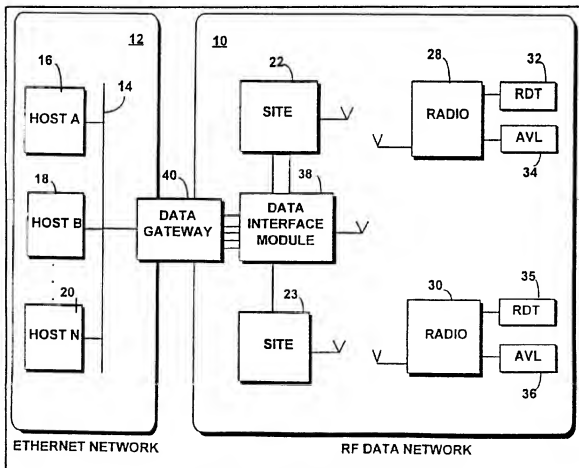 12
16
14
HOST A
18
HOST B
20
HOST N
ETHERNET NETWORK
40
DATA
GATEWAY
10
22
SITE
38
DATA
INTERFACE
MODULE
23
SITE
28
RADIO
32
RDT
AVL
34
30
RADIO
35
RDT
AVL
36
RF DATA NETWORK